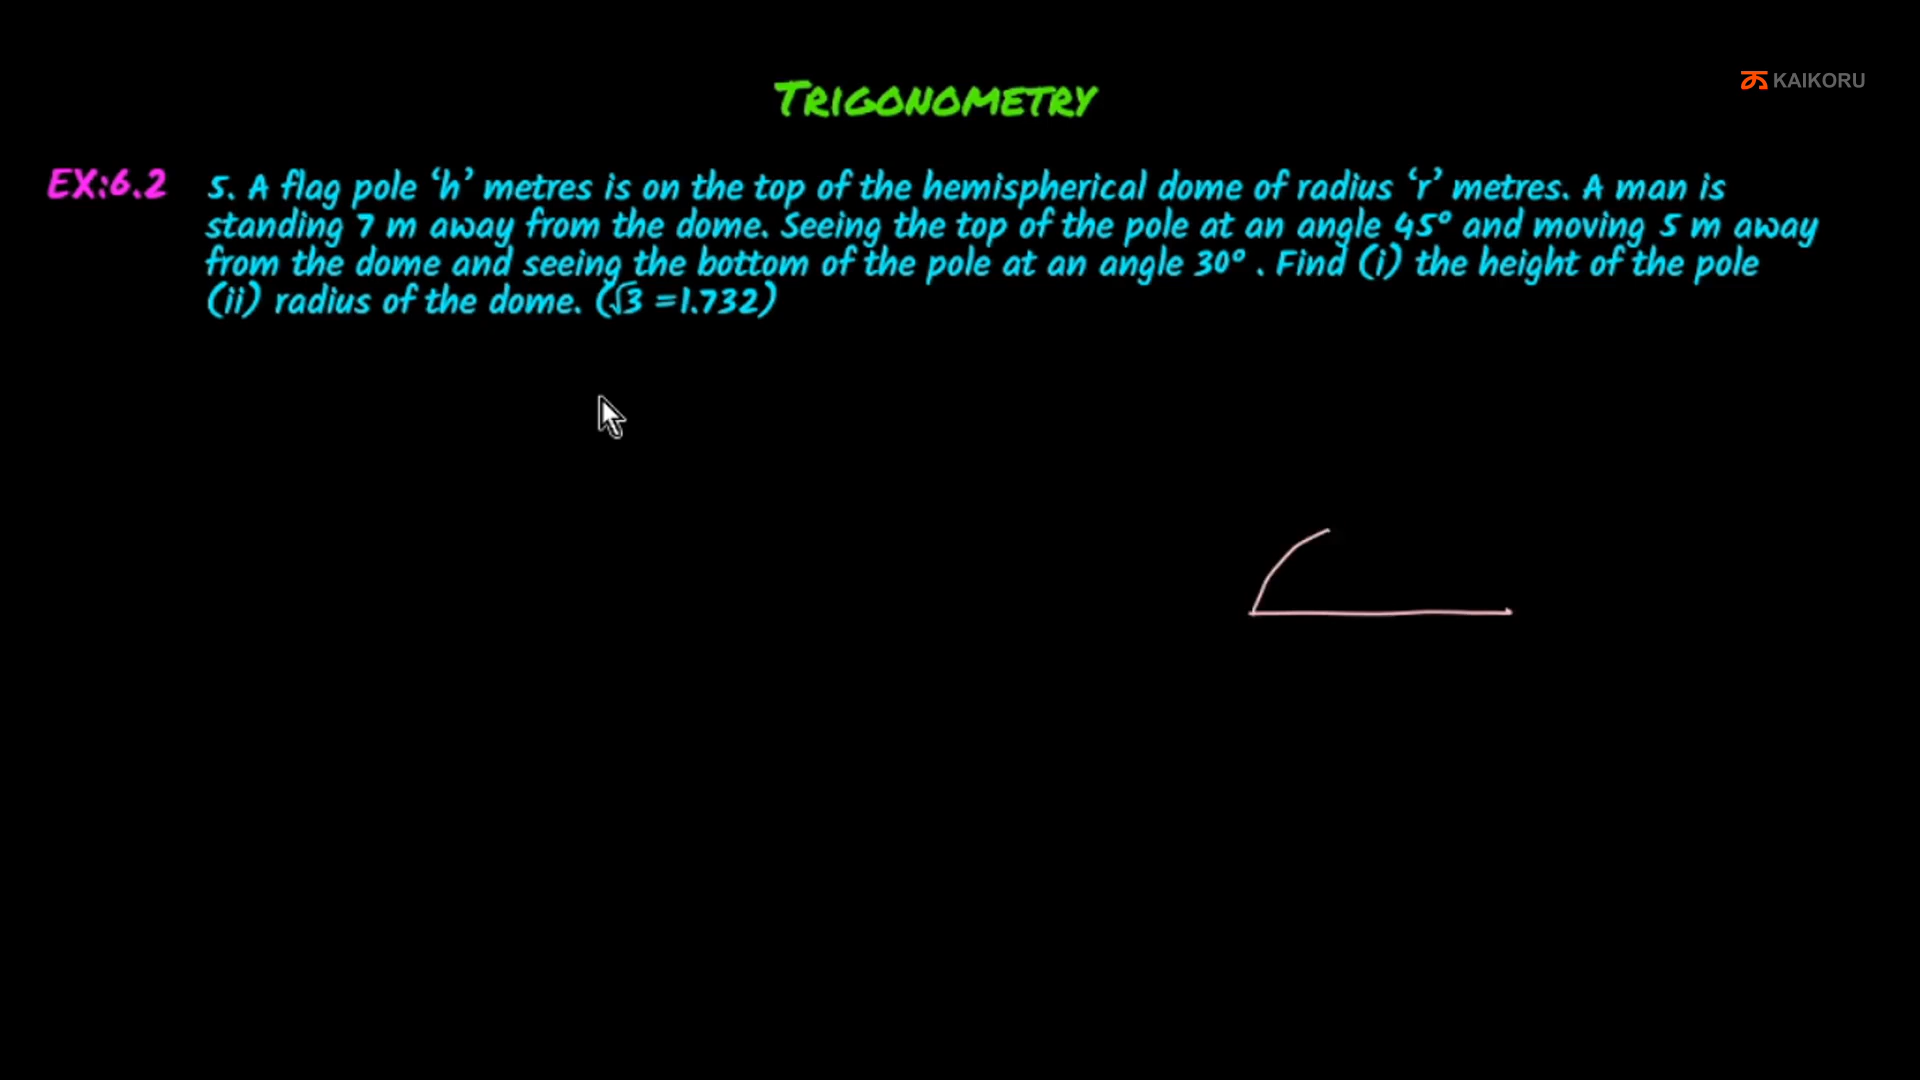 TRIGONOMETRY
KAIKORU
EX:6.2 5. A flag pole ‘h’ metres is on the top of the hemispherical dome of radius ‘r’ metres. A man is
standing 7 m away from the dome. Seeing the top of the pole at an angle 45° and moving 5 m away
from the dome and seeing the bottom of the pole at an angle 30° . Find (i) the height of the pole
(ii) radius of the dome. (√3 =1.732)